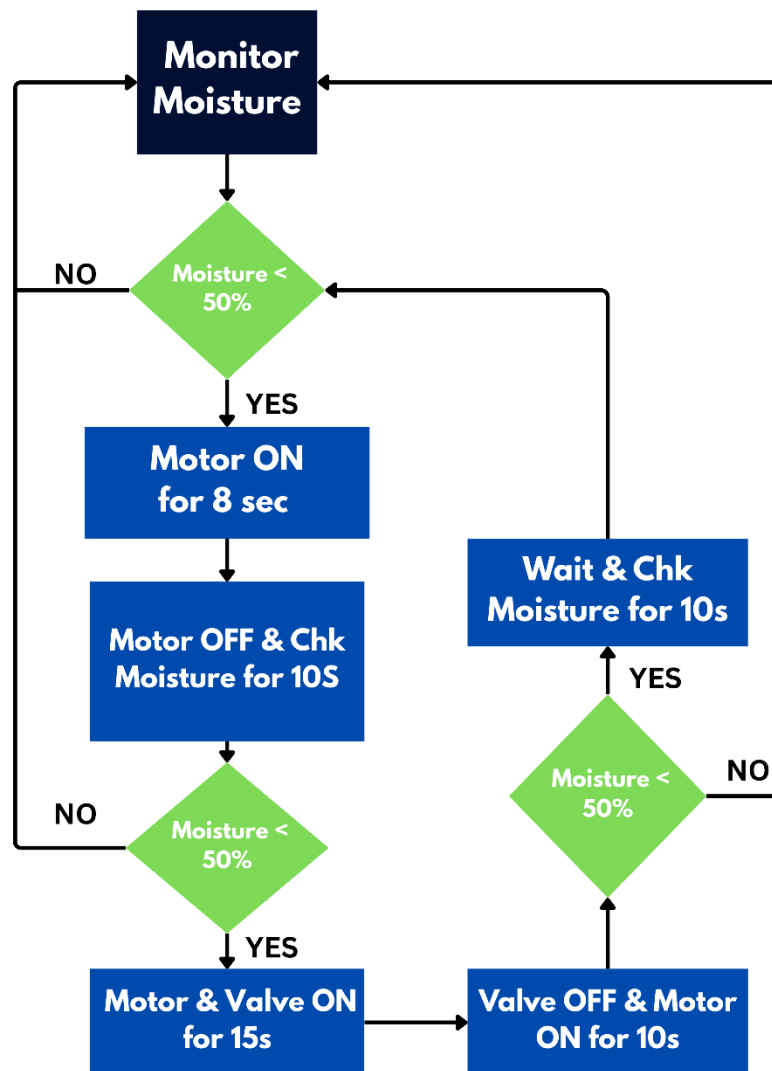 Monitor
Moisture
Moisture <
50%
NO
YES
Motor ON
for 8 sec
Motor OFF & Chk
Moisture for 10S
Moisture <
50%
NO
YES
Motor & Valve ON
for 15s
Valve OFF & Motor
ON for 10s
Moisture <
50%
NO
YES
Wait & Chk
Moisture for 10s